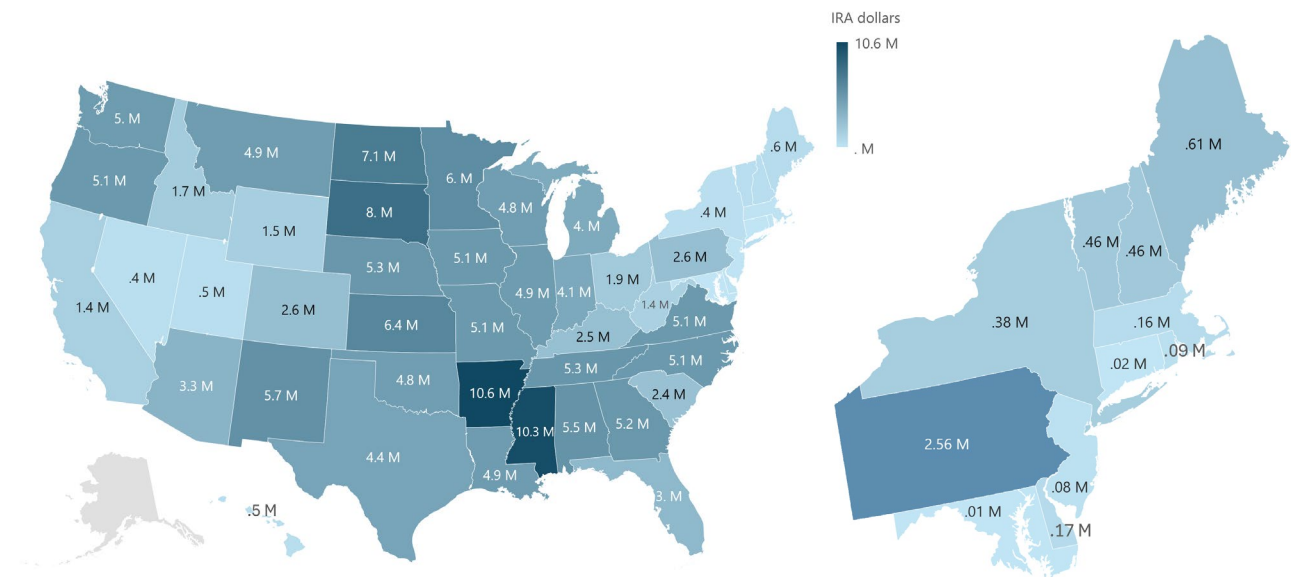 IRA dollars
10.6 M
. M
5. M
4.9 M
7.1 M
6. M
.6 M
5.1 M
1.7 M
8. M
4.8 M
4. M
.4 M
1.5 M
5.3 M
5.1 M
2.6 M
1.4 M
.4 M
.5 M
2.6 M
6.4 M
5.1 M
4.9 M
4.1 M
1.9 M
1.4 M
5.1 M
2.5 M
5.1 M
3.3 M
5.7 M
4.8 M
10.6 M
5.3 M
2.4 M
4.4 M
4.9 M
10.3 M
5.5 M
5.2 M
3. M
.5 M
.61 M
.46 M
.46 M
.38 M
.16 M
.09 M
.02 M
2.56 M
.08 M
.01 M
.17 M